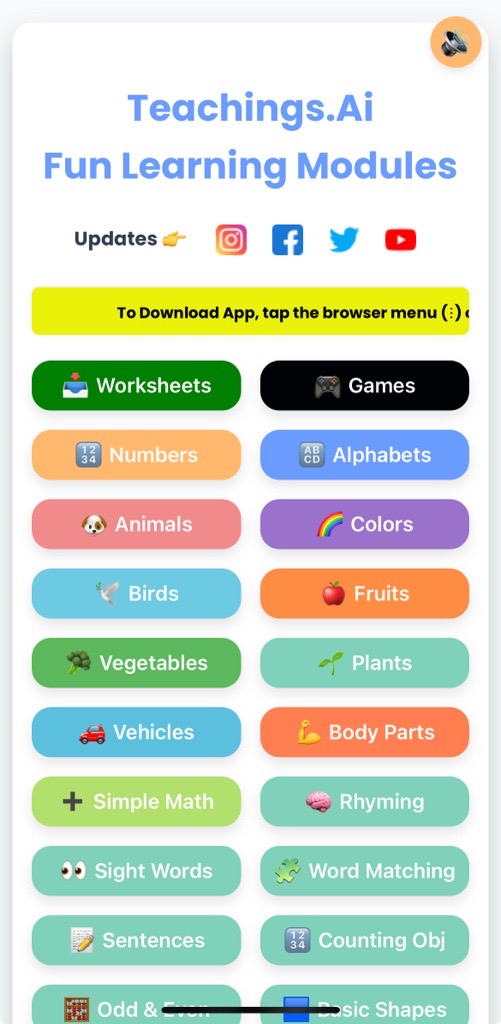 Teachings.Ai
Fun Learning Modules
Updates 👉
To Download App, tap the browser menu (⋮)
Worksheets
Games
Numbers
Alphabets
Animals
Colors
Birds
Fruits
Vegetables
Plants
Vehicles
Body Parts
Simple Math
Rhyming
Sight Words
Word Matching
Sentences
Counting Obj
Odd & Even
Basic Shapes